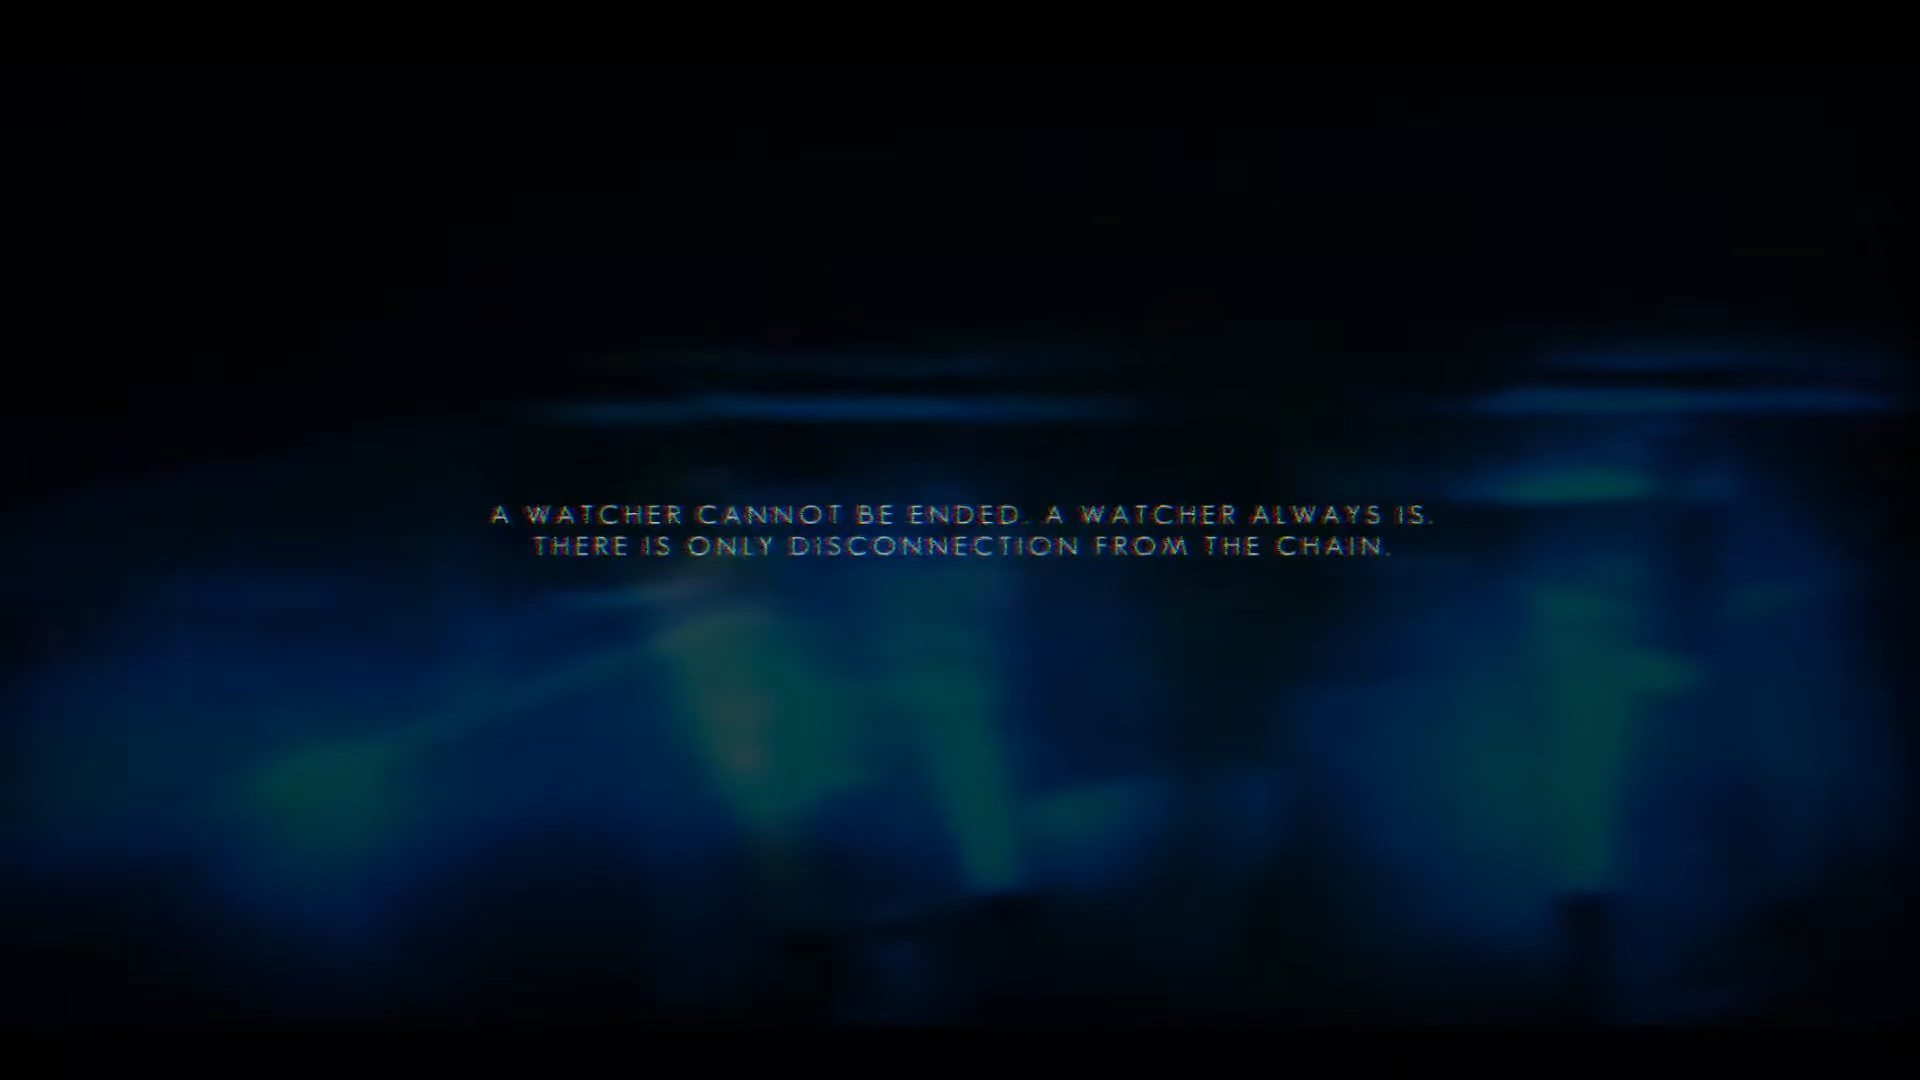 A WATCHER CANNOT BE ENDED. A WATCHER ALWAYS IS.
THERE IS ONLY DISCONNECTION FROM THE CHAIN.